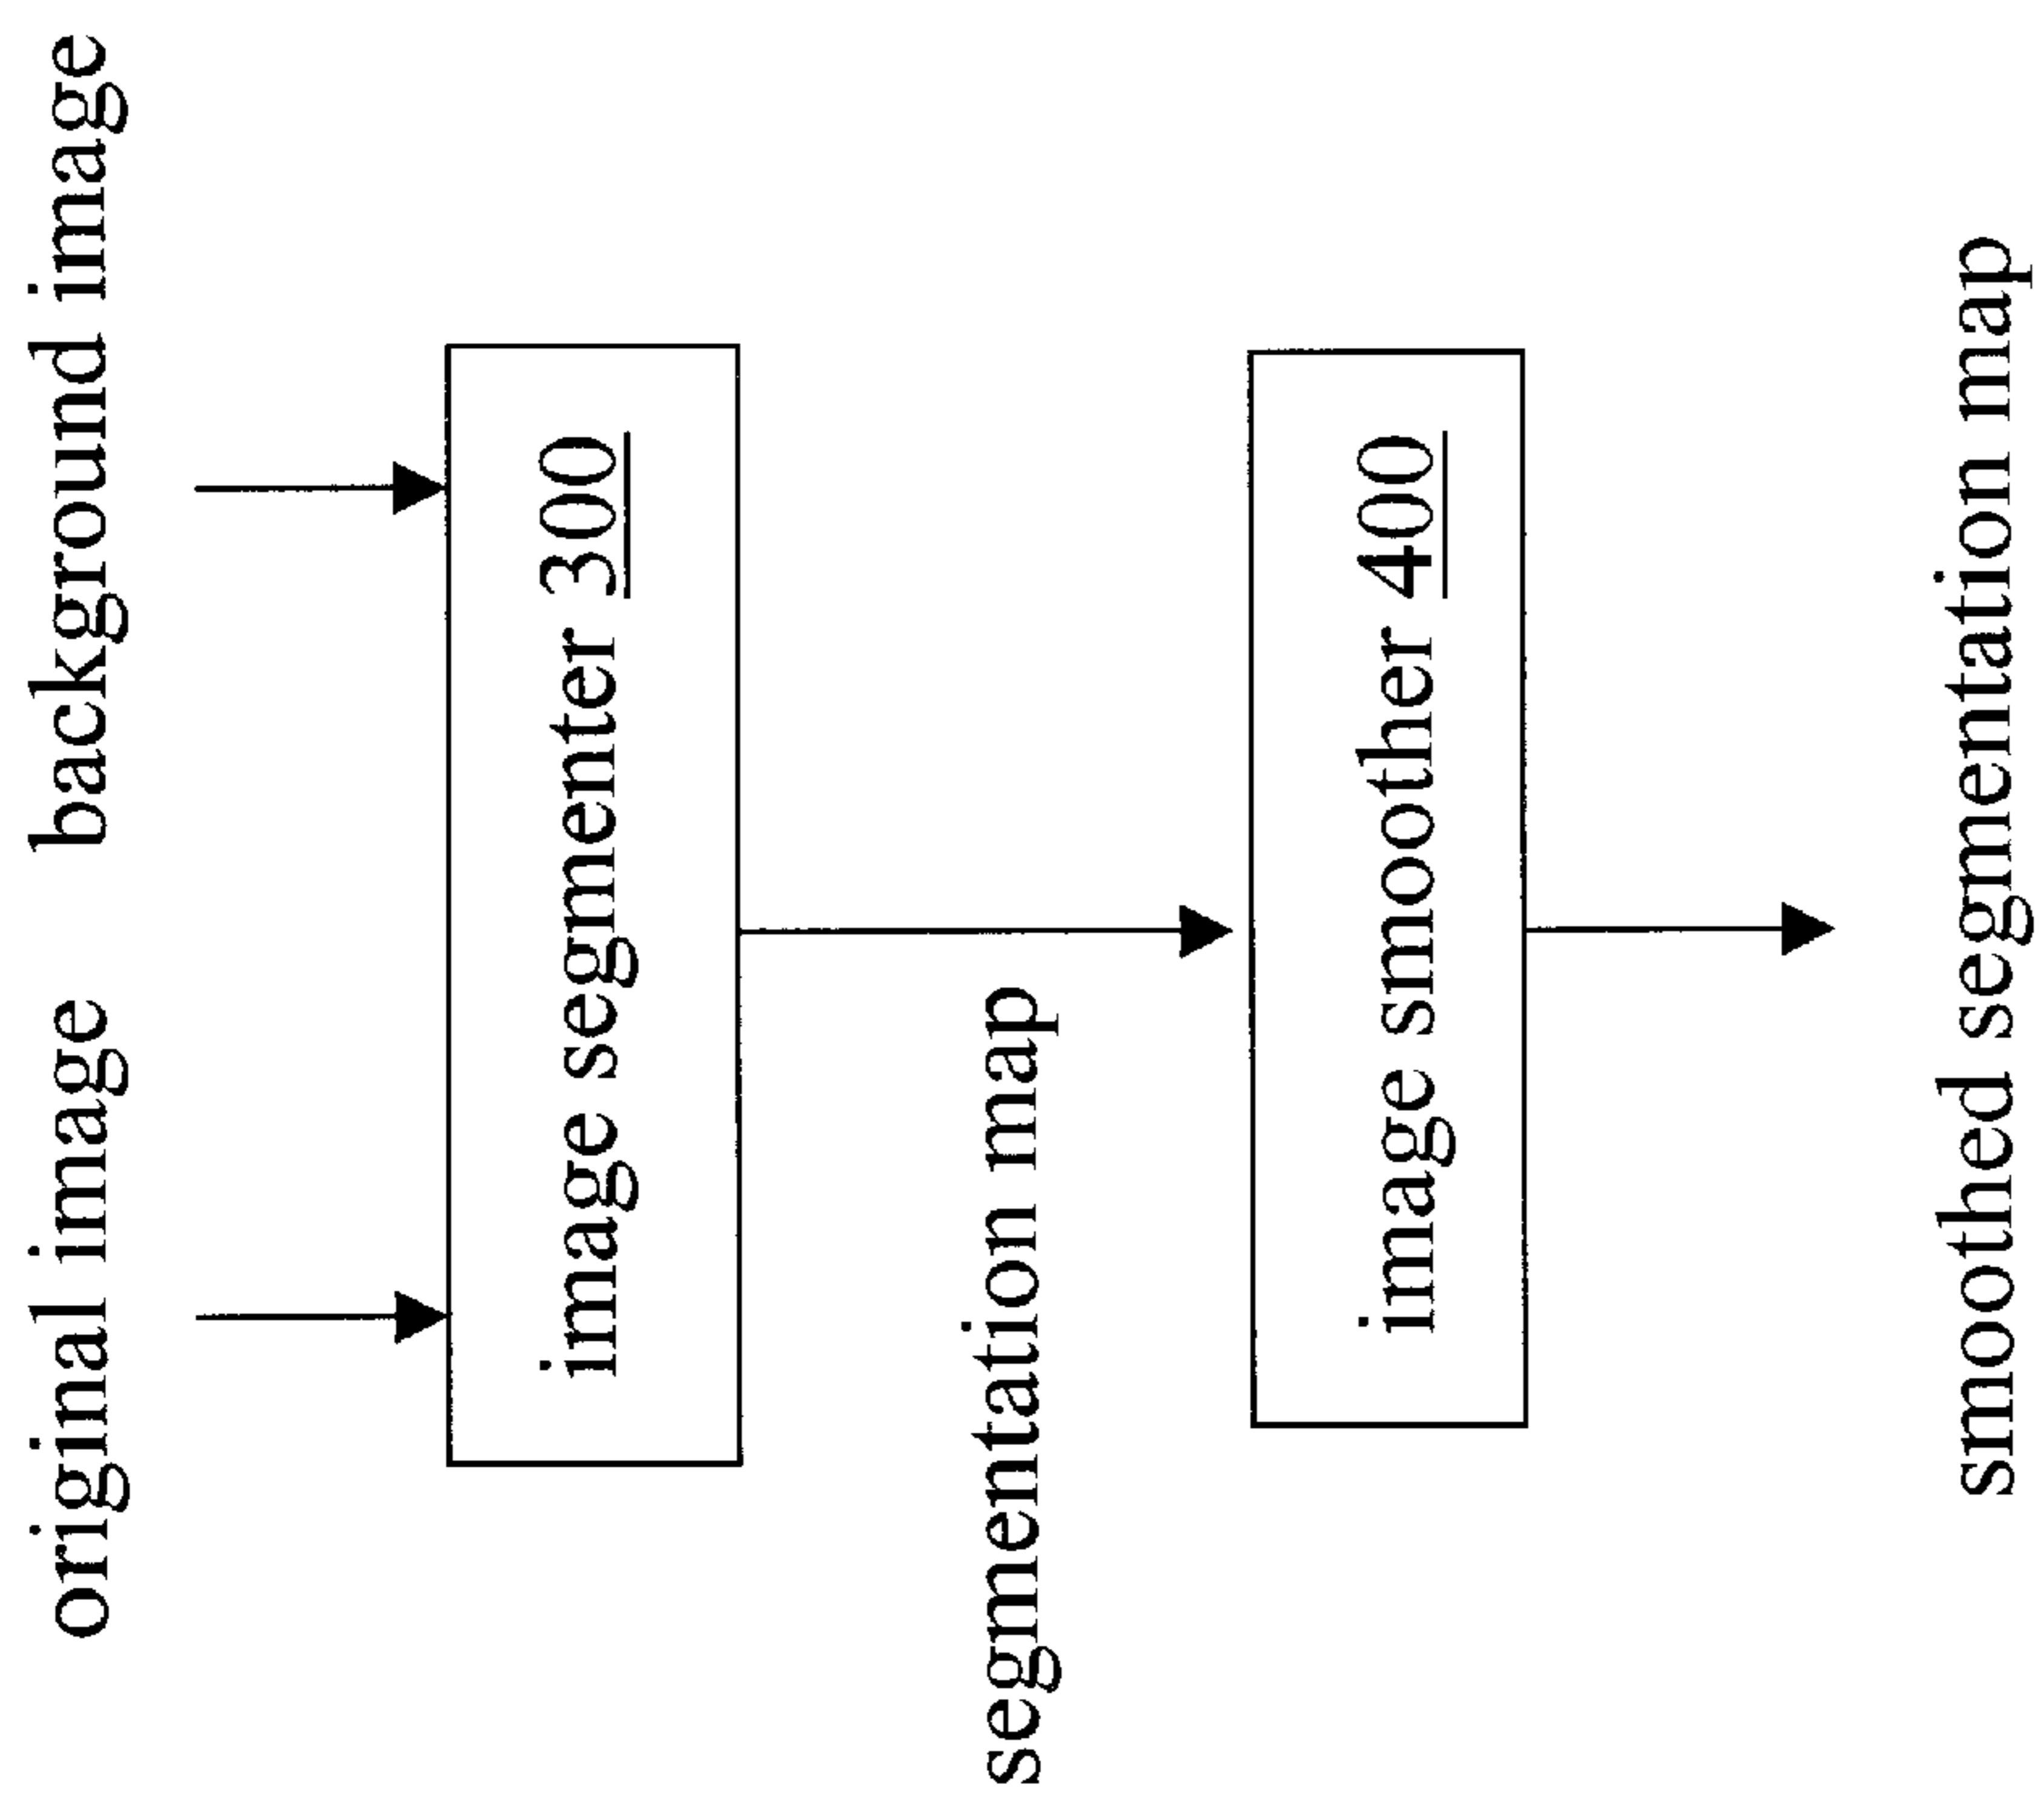 original image
background image
image segmenter 300
segmentation map
image smoother 400
smoothed segmentation map